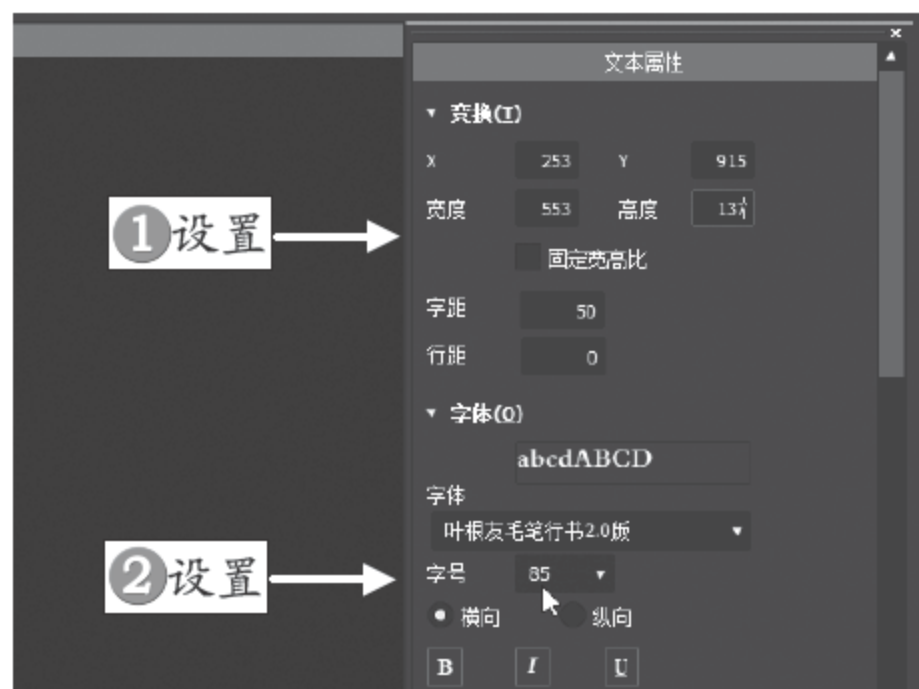 文本属性
变换(T)
X 253 Y 915
宽度 553 高度
①设置
固定宽高比
字距 50
行距 0
字体(O)
abcdABCD
字体
叶根友毛笔行书2.0版
②设置
字号 85
横向 纵向
B I U